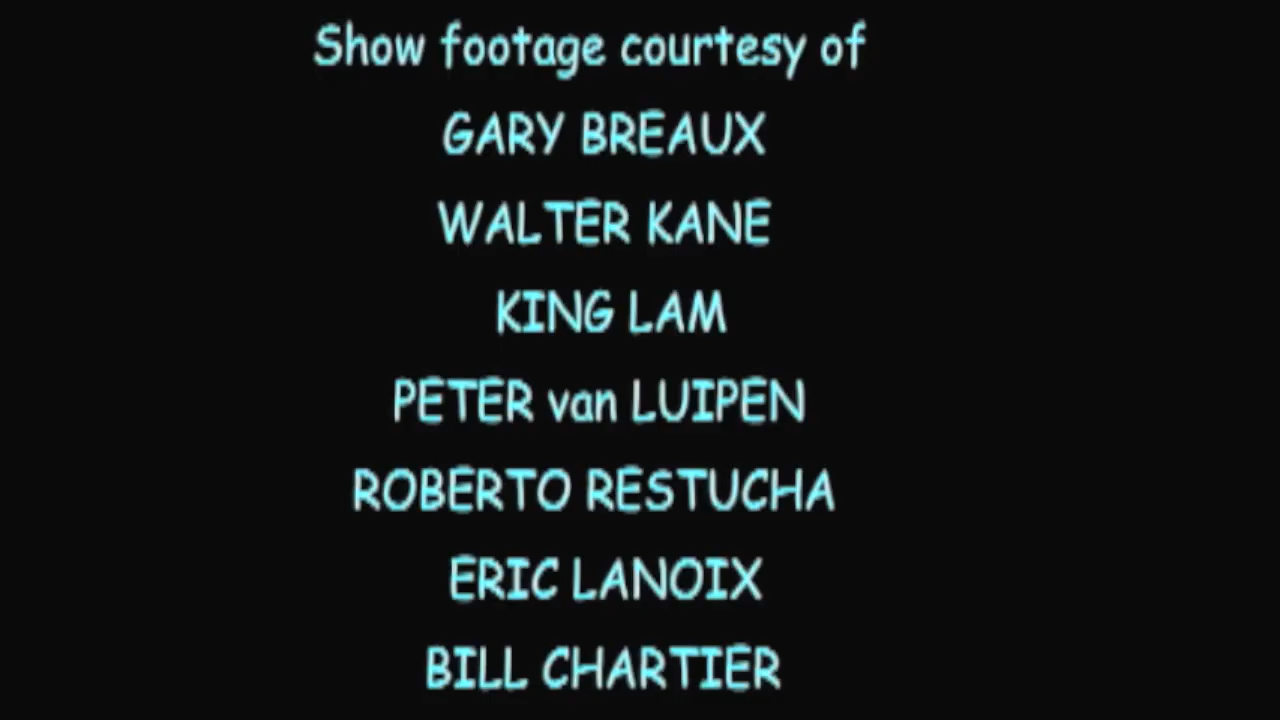 Show footage courtesy of
GARY BREAUX
WALTER KANE
KING LAM
PETER van LUIPEN
ROBERTO RESTUCHA
ERIC LANOIX
BILL CHARTIER